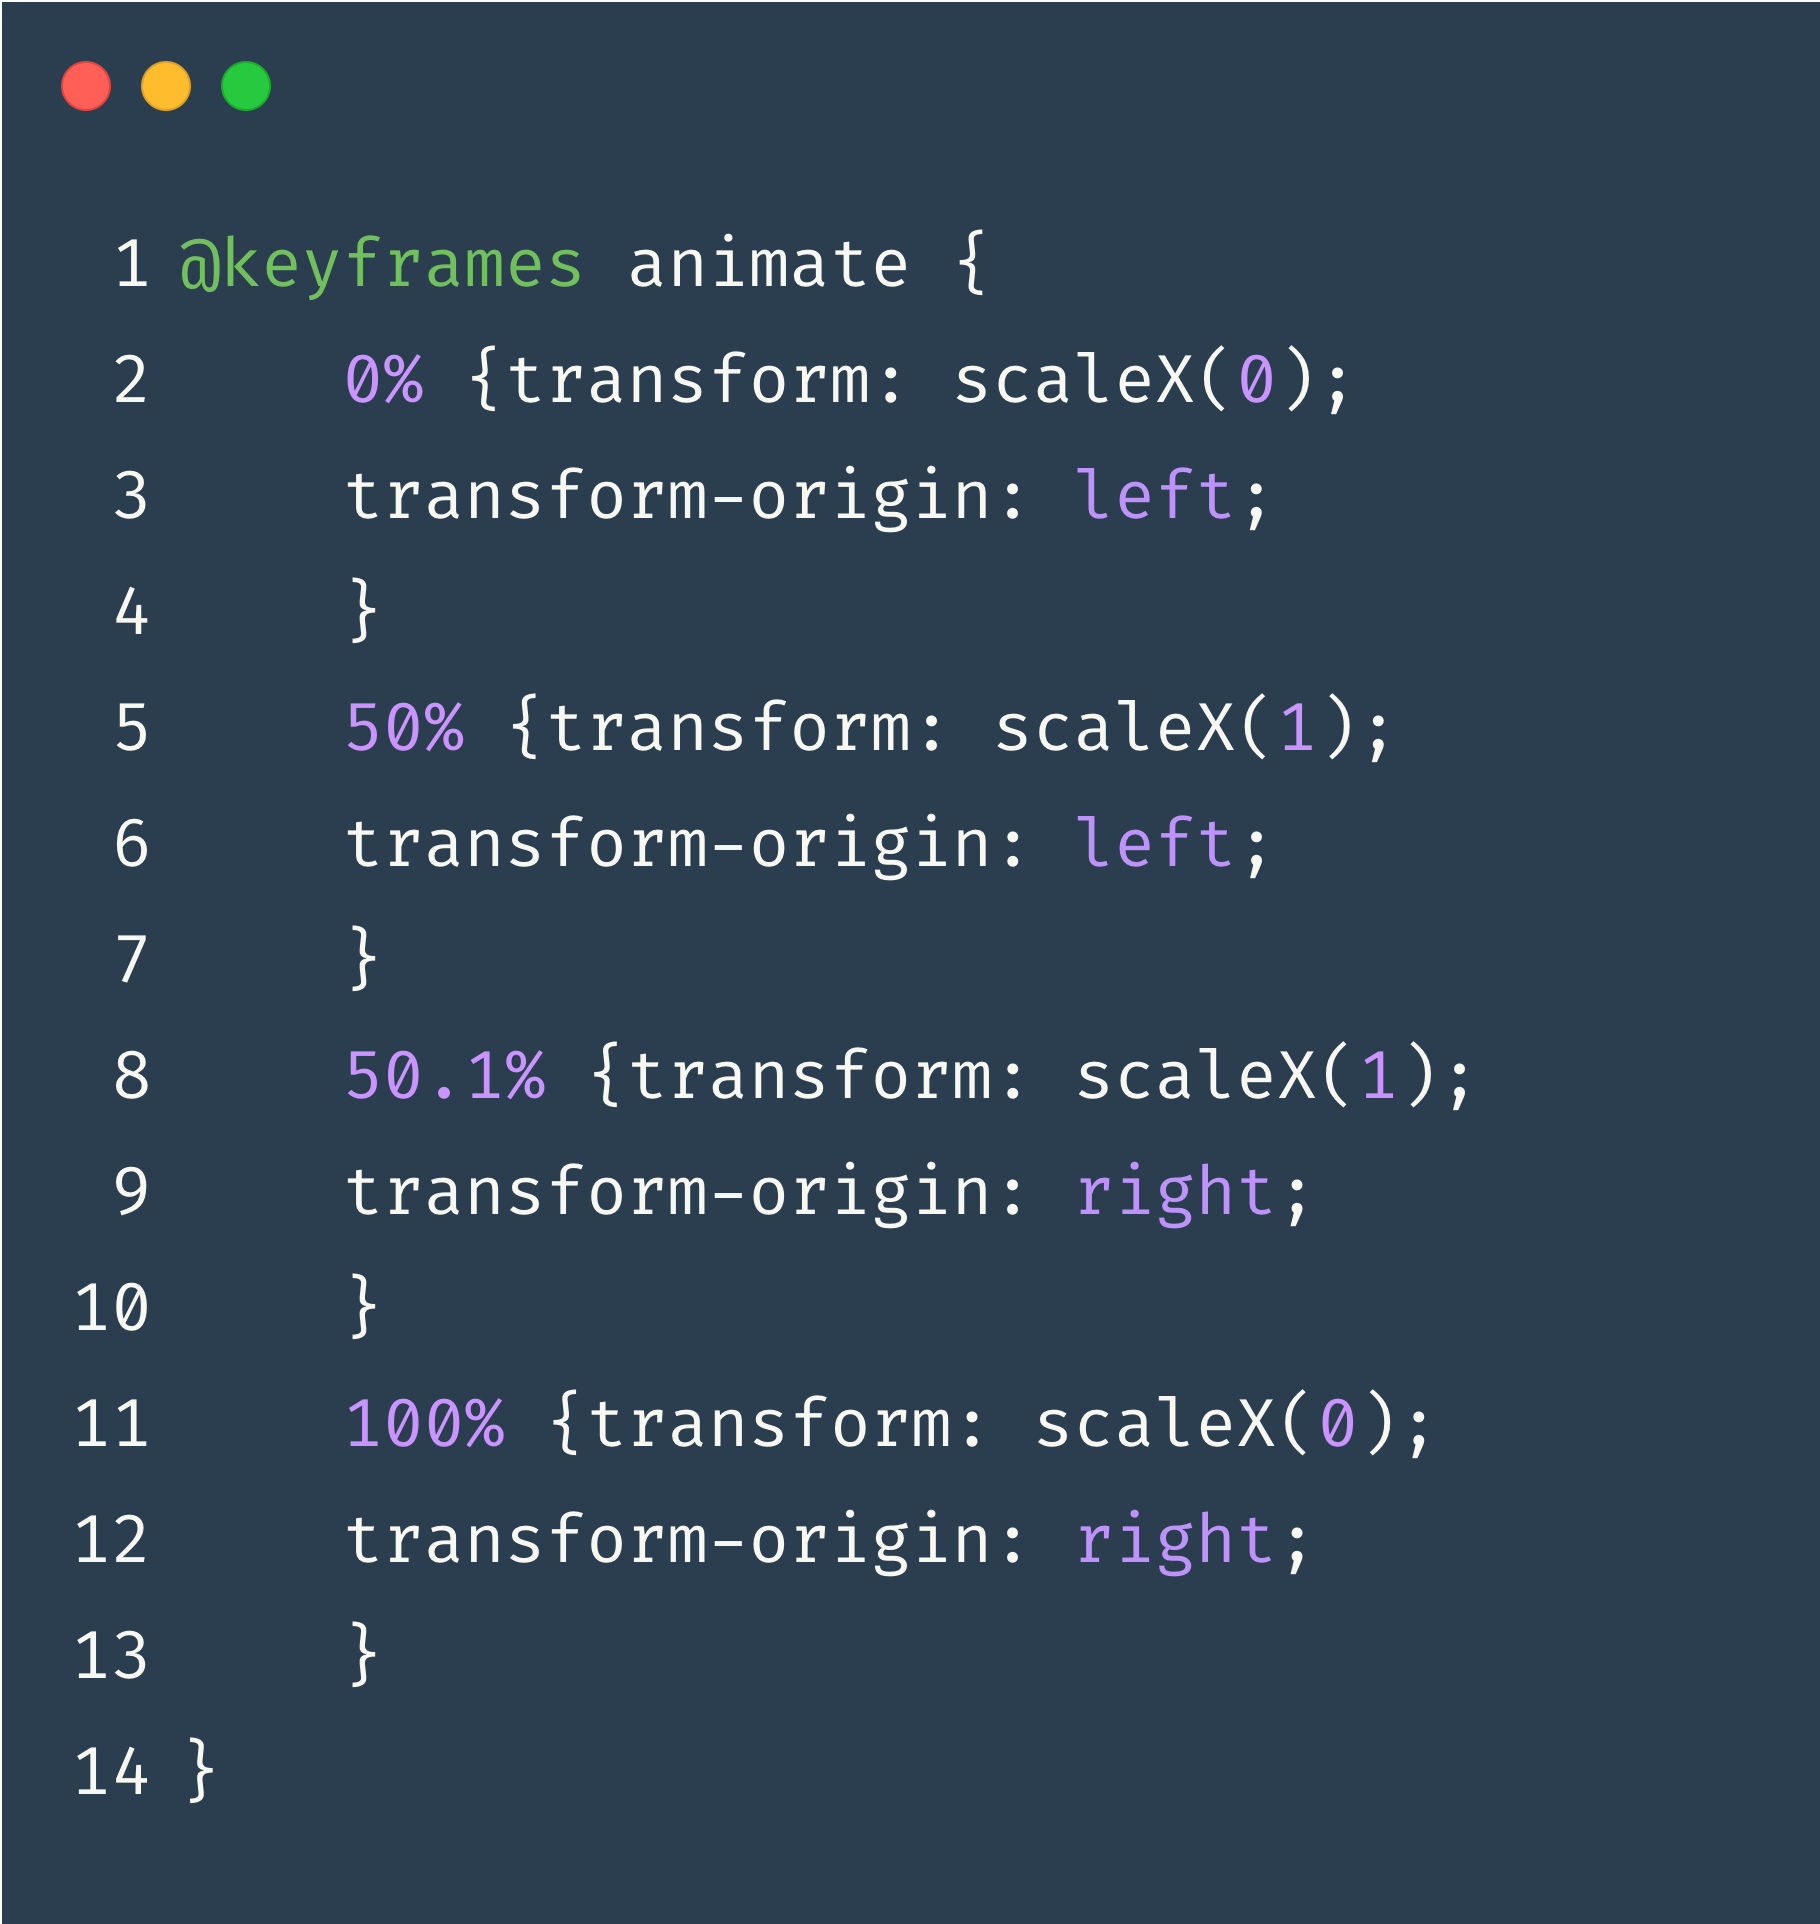 1 @keyframes animate {
2     0% {transform: scaleX(0);
3     transform-origin: left;
4     }
5     50% {transform: scaleX(1);
6     transform-origin: left;
7     }
8     50.1% {transform: scaleX(1);
9     transform-origin: right;
10     }
11     100% {transform: scaleX(0);
12     transform-origin: right;
13     }
14 }